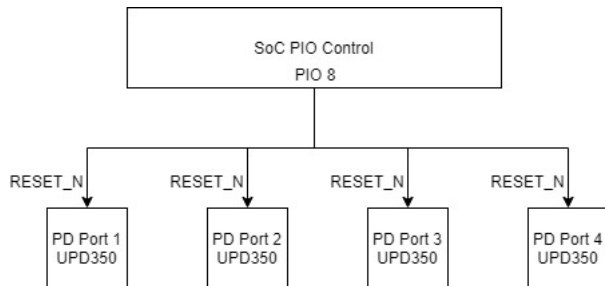 SoC PIO Control
PIO 8
RESET_N RESET_N RESET_N RESET_N
PD Port 1 PD Port 2 PD Port 3 PD Port 4
UPD350 UPD350 UPD350 UPD350